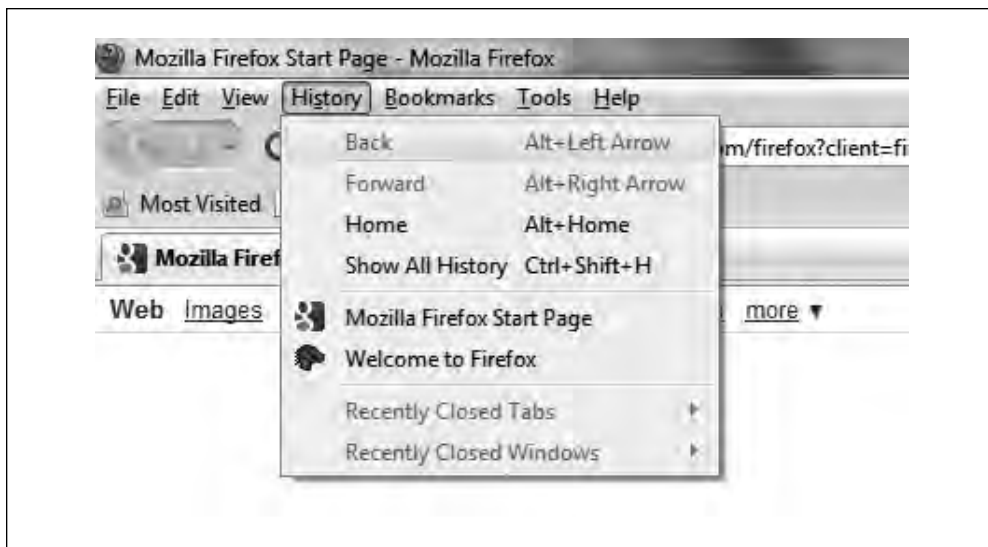 Mozilla Firefox Start Page - Mozilla Firefox
File Edit View History Bookmarks Tools Help
Back Alt+Left Arrow
m/firefox?client=fi
Forward Alt+Right Arrow
Most Visited
Home Alt+Home
Mozilla Firef
Show All History Ctrl+Shift+H
Web Images more ▼
Mozilla Firefox Start Page
Welcome to Firefox
Recently Closed Tabs
Recently Closed Windows